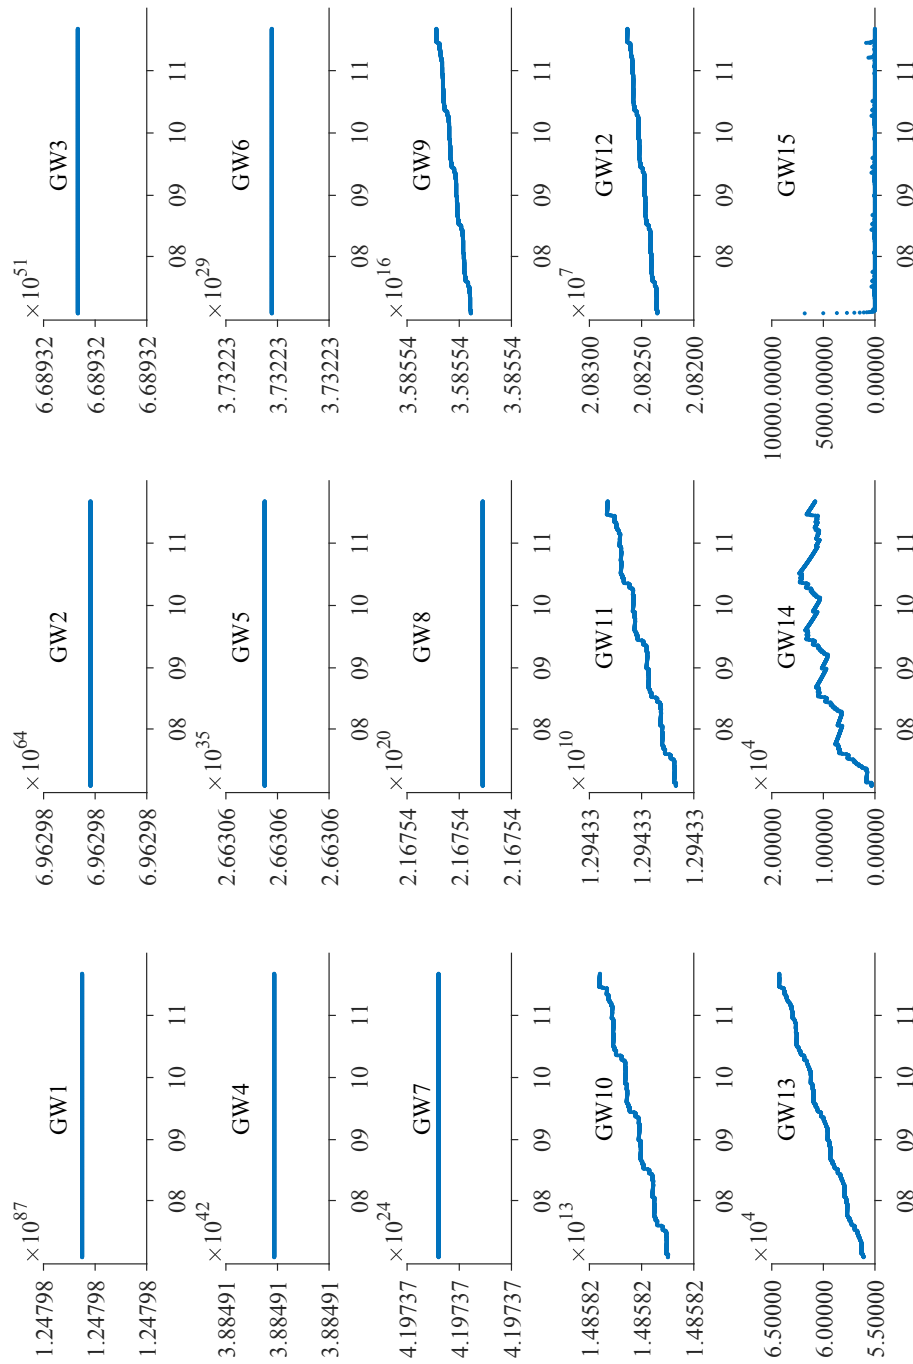 ×10^87
GW1
1.24798
1.24798
1.24798
08 09 10 11
×10^64
GW2
6.96298
6.96298
6.96298
08 09 10 11
×10^51
GW3
6.68932
6.68932
6.68932
08 09 10 11
×10^42
GW4
3.88491
3.88491
3.88491
08 09 10 11
×10^35
GW5
2.66306
2.66306
2.66306
08 09 10 11
×10^29
GW6
3.73223
3.73223
3.73223
08 09 10 11
×10^24
GW7
4.19737
4.19737
4.19737
08 09 10 11
×10^20
GW8
2.16754
2.16754
2.16754
08 09 10 11
×10^16
GW9
3.58554
3.58554
3.58554
08 09 10 11
×10^13
GW10
1.48582
1.48582
1.48582
08 09 10 11
×10^10
GW11
1.29433
1.29433
1.29433
08 09 10 11
×10^7
GW12
2.08300
2.08250
2.08200
08 09 10 11
×10^4
GW13
6.50000
6.00000
5.50000
08 09 10 11
×10^4
GW14
2.00000
1.00000
0.00000
08 09 10 11
GW15
10000.00000
5000.00000
0.00000
08 09 10 11